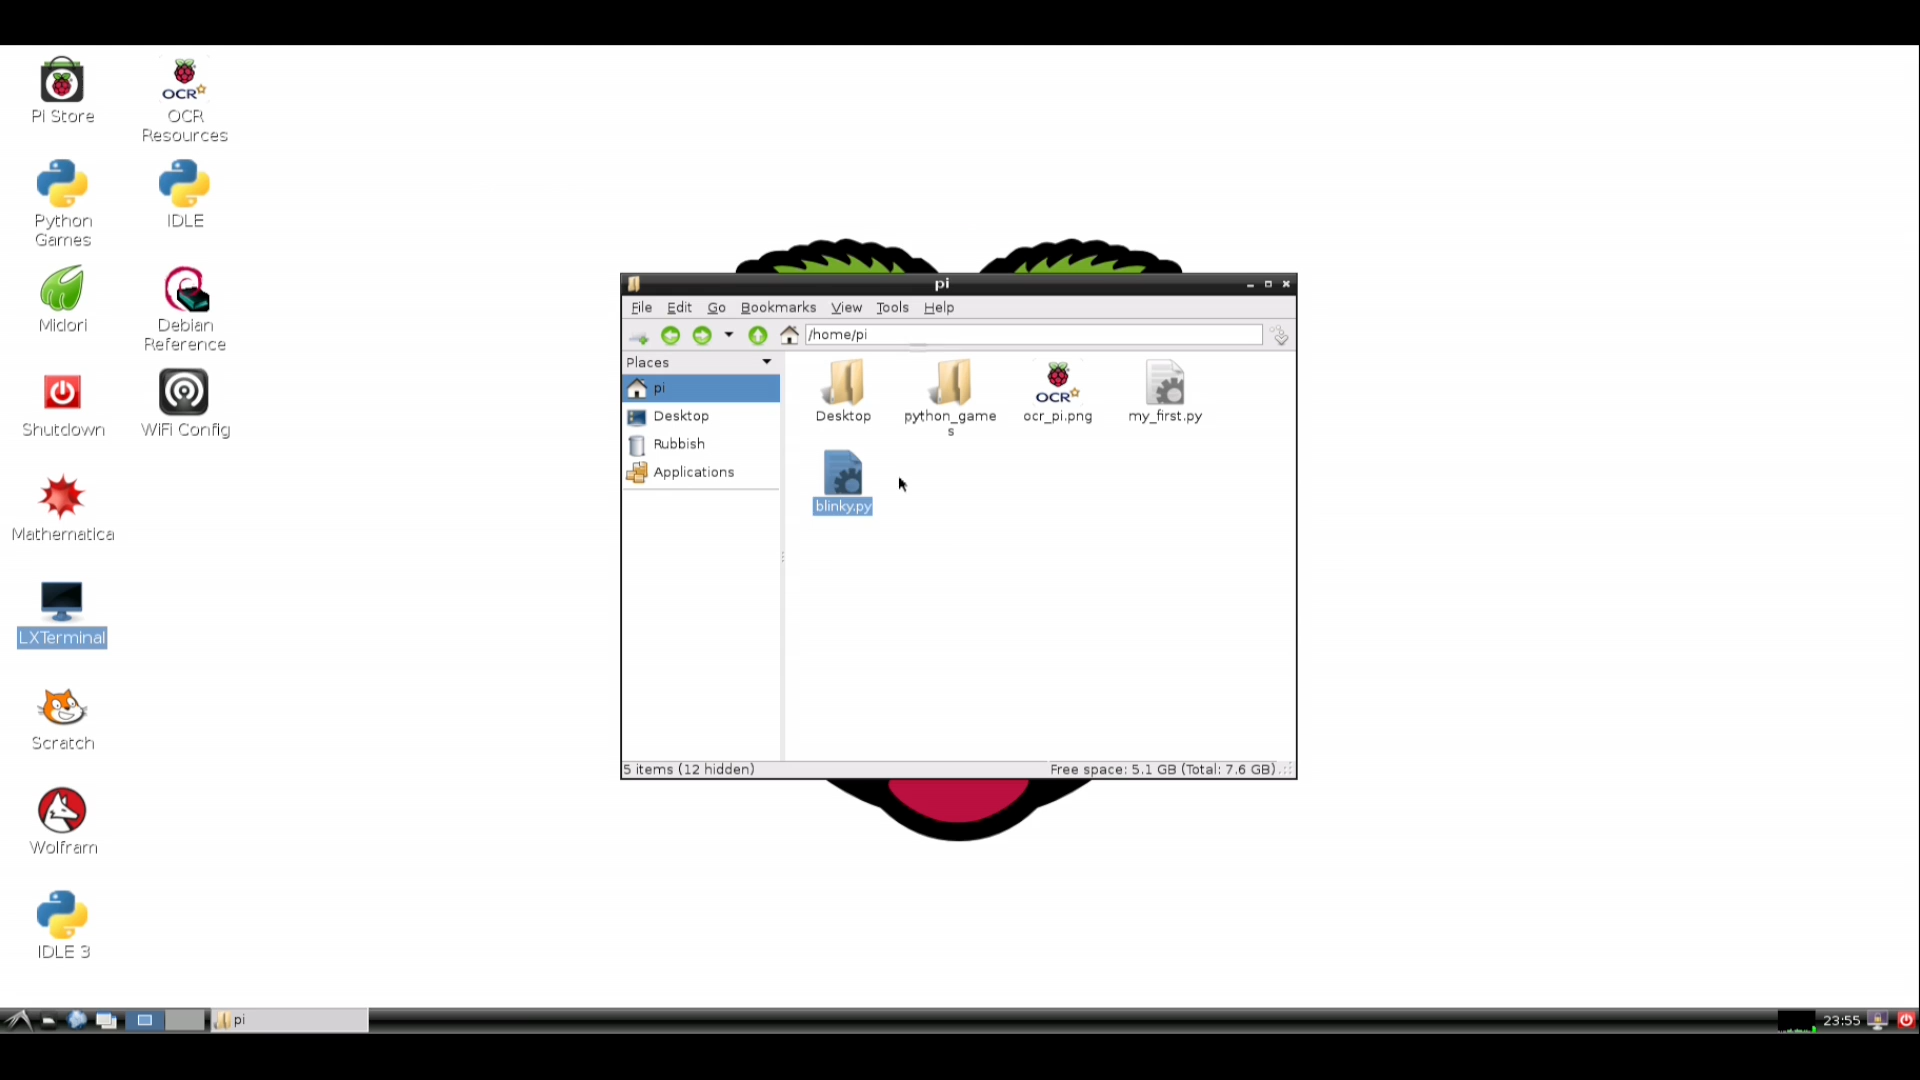 Pi Store
OCR
OCR
Resources
Python
Games
IDLE
Midori
Debian
Reference
Shutdown
WiFi Config
Mathematica
LXTerminal
Scratch
Wolfram
IDLE 3
pi
File Edit Go Bookmarks View Tools Help
/home/pi
Places
pi
Desktop
Rubbish
Applications
Desktop
python_game
s
OCR
ocr_pi.png
my_first.py
blinky.py
5 items (12 hidden)
Free space: 5.1 GB (Total: 7.6 GB)
pi
23:55